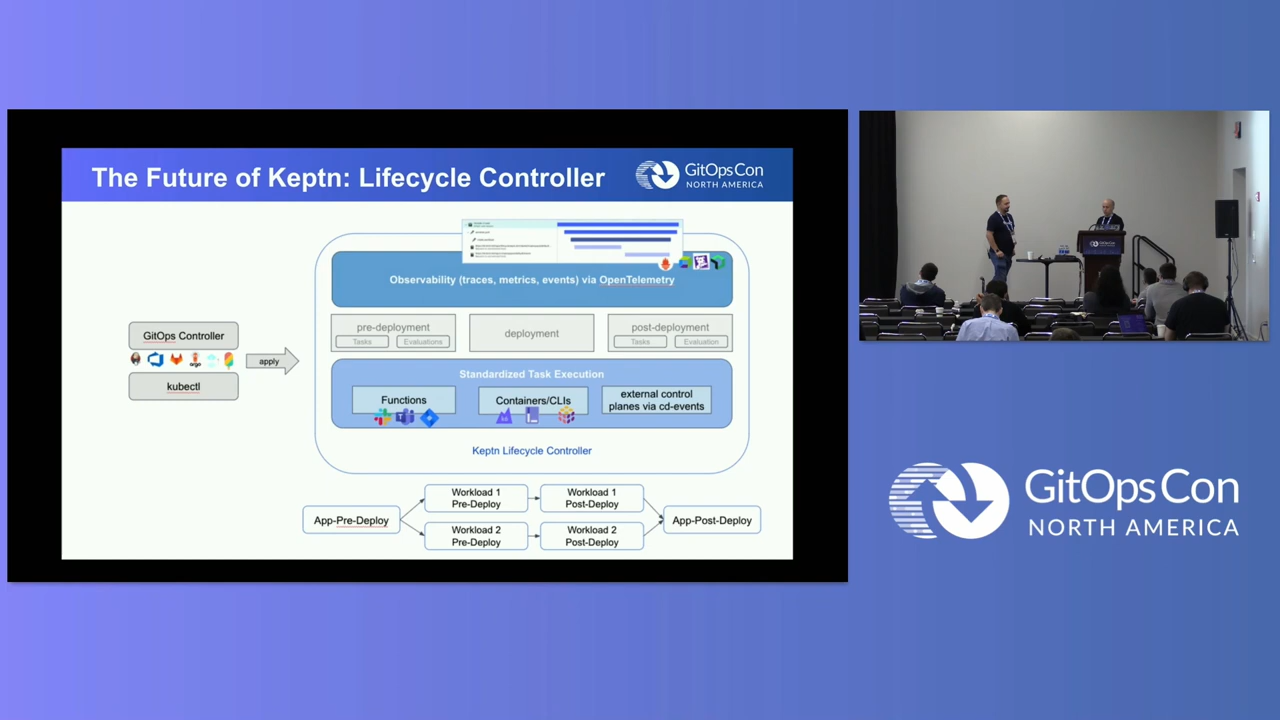 The Future of Keptn: Lifecycle Controller
GitOpsCon
NORTH AMERICA
Observability (traces, metrics, events) via OpenTelemetry
GitOps Controller
argo
kubectl
apply
pre-deployment
Tasks
Evaluations
deployment
post-deployment
Tasks
Evaluation
Standardized Task Execution
Functions
Containers/CLIs
external control
planes via cd-events
Keptn Lifecycle Controller
App-Pre-Deploy
Workload 1
Pre-Deploy
Workload 1
Post-Deploy
Workload 2
Pre-Deploy
Workload 2
Post-Deploy
App-Post-Deploy
GitOpsCon
NORTH AMERICA